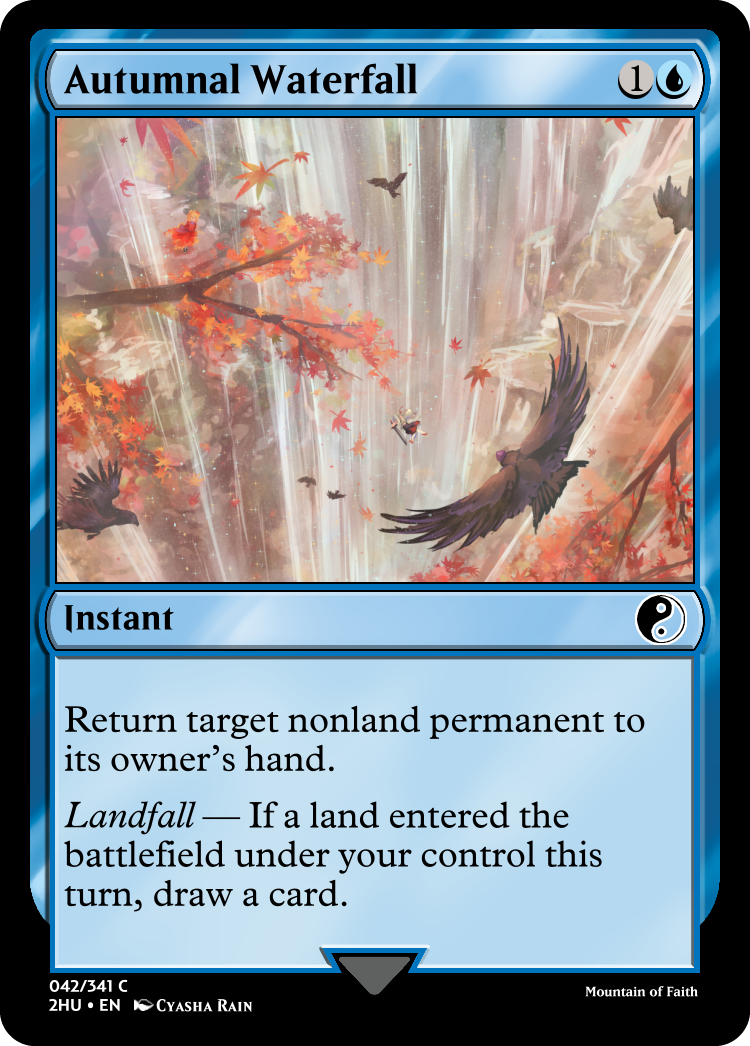 Autumnal Waterfall 1
Instant
Return target nonland permanent to
its owner’s hand.
Landfall — If a land entered the
battlefield under your control this
turn, draw a card.
042/341 C
2HU • EN Cyasha Rain
Mountain of Faith